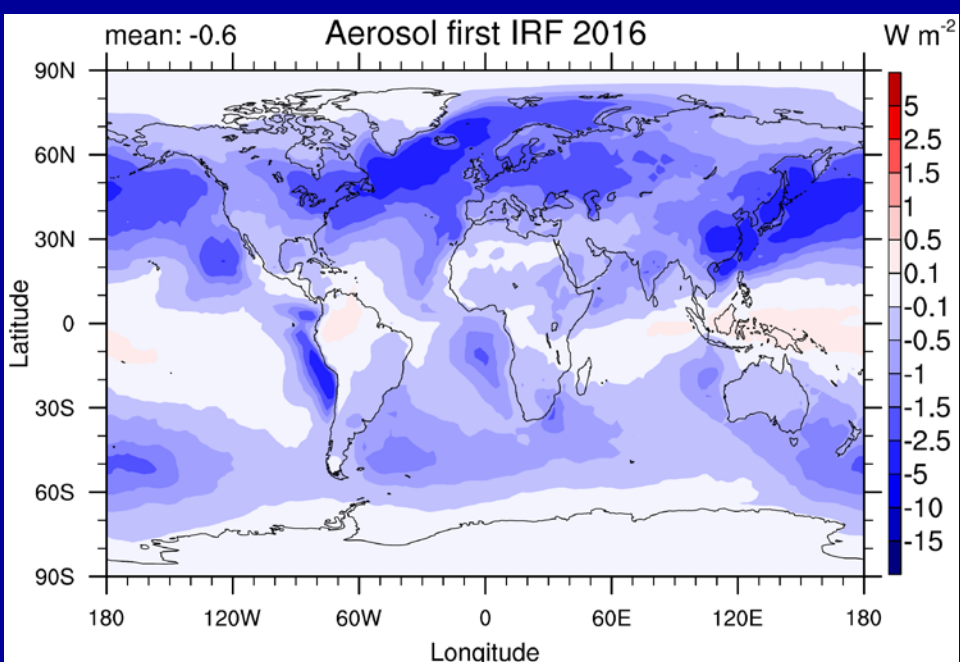 mean: -0.6 Aerosol first IRF 2016 W m-2
90N
60N
30N
0
30S
60S
90S
Latitude
180 120W 60W 0 60E 120E 180
Longitude
5
2.5
1.5
1
0.5
0.1
-0.1
-0.5
-1
-1.5
-2.5
-5
-10
-15